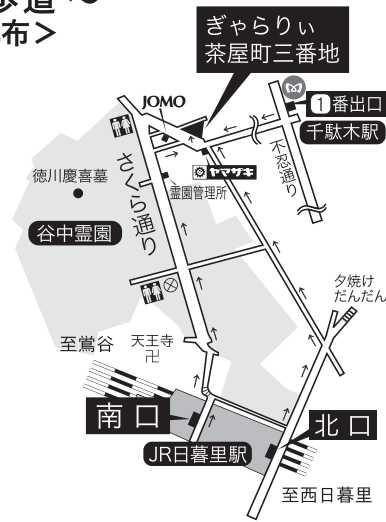 歩道
布＞
ぎゃらりぃ
茶屋町三番地
JOMO
1番出口
千駄木駅
不忍通り
ヤマザキ
霊園管理所
さくら通り
徳川慶喜墓
谷中霊園
夕焼け
だんだん
天王寺
卍
至鶯谷
南口
北口
JR日暮里駅
至西日暮里